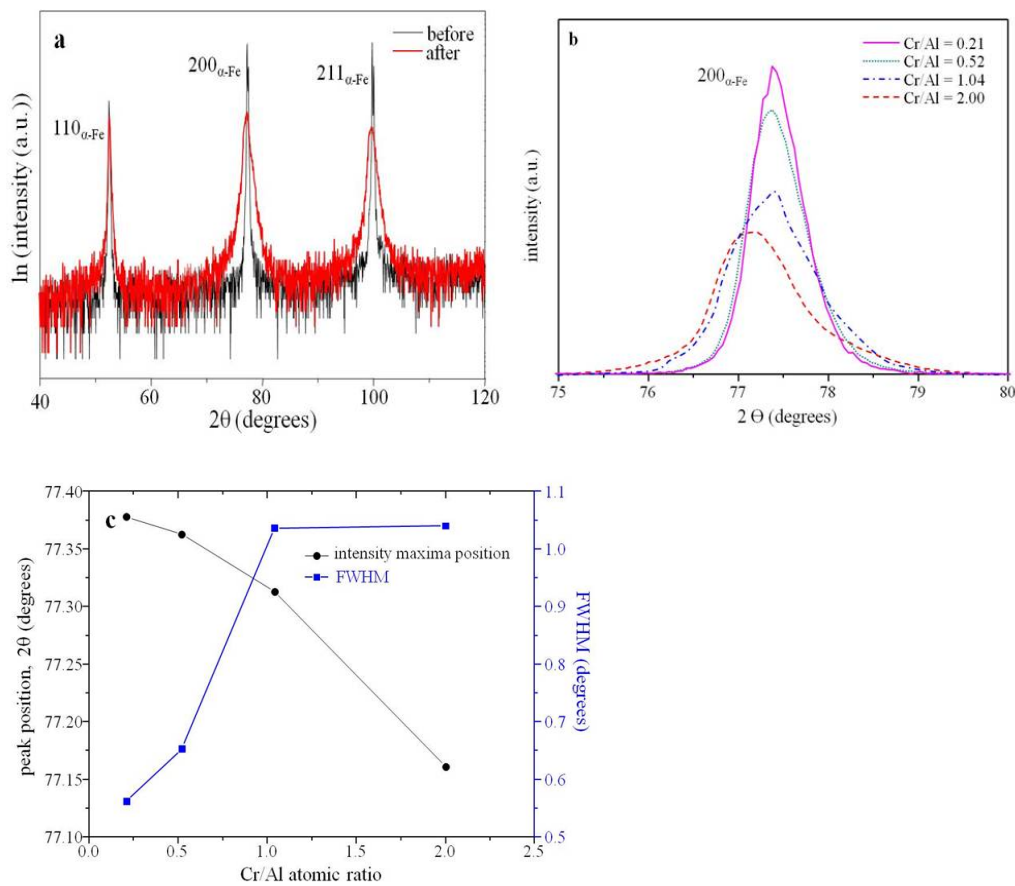 a
before
after
110α-Fe
200α-Fe
211α-Fe
ln (intensity (a.u.))
40 60 80 100 120
2θ (degrees)
b
Cr/Al = 0.21
Cr/Al = 0.52
Cr/Al = 1.04
Cr/Al = 2.00
200α-Fe
intensity (a.u.)
75 76 77 78 79 80
2 Θ (degrees)
c
intensity maxima position
FWHM
peak position, 2θ (degrees)
77.40
77.35
77.30
77.25
77.20
77.15
77.10
1.1
1.0
0.9
0.8
0.7
0.6
0.5
FWHM (degrees)
0.0 0.5 1.0 1.5 2.0 2.5
Cr/Al atomic ratio